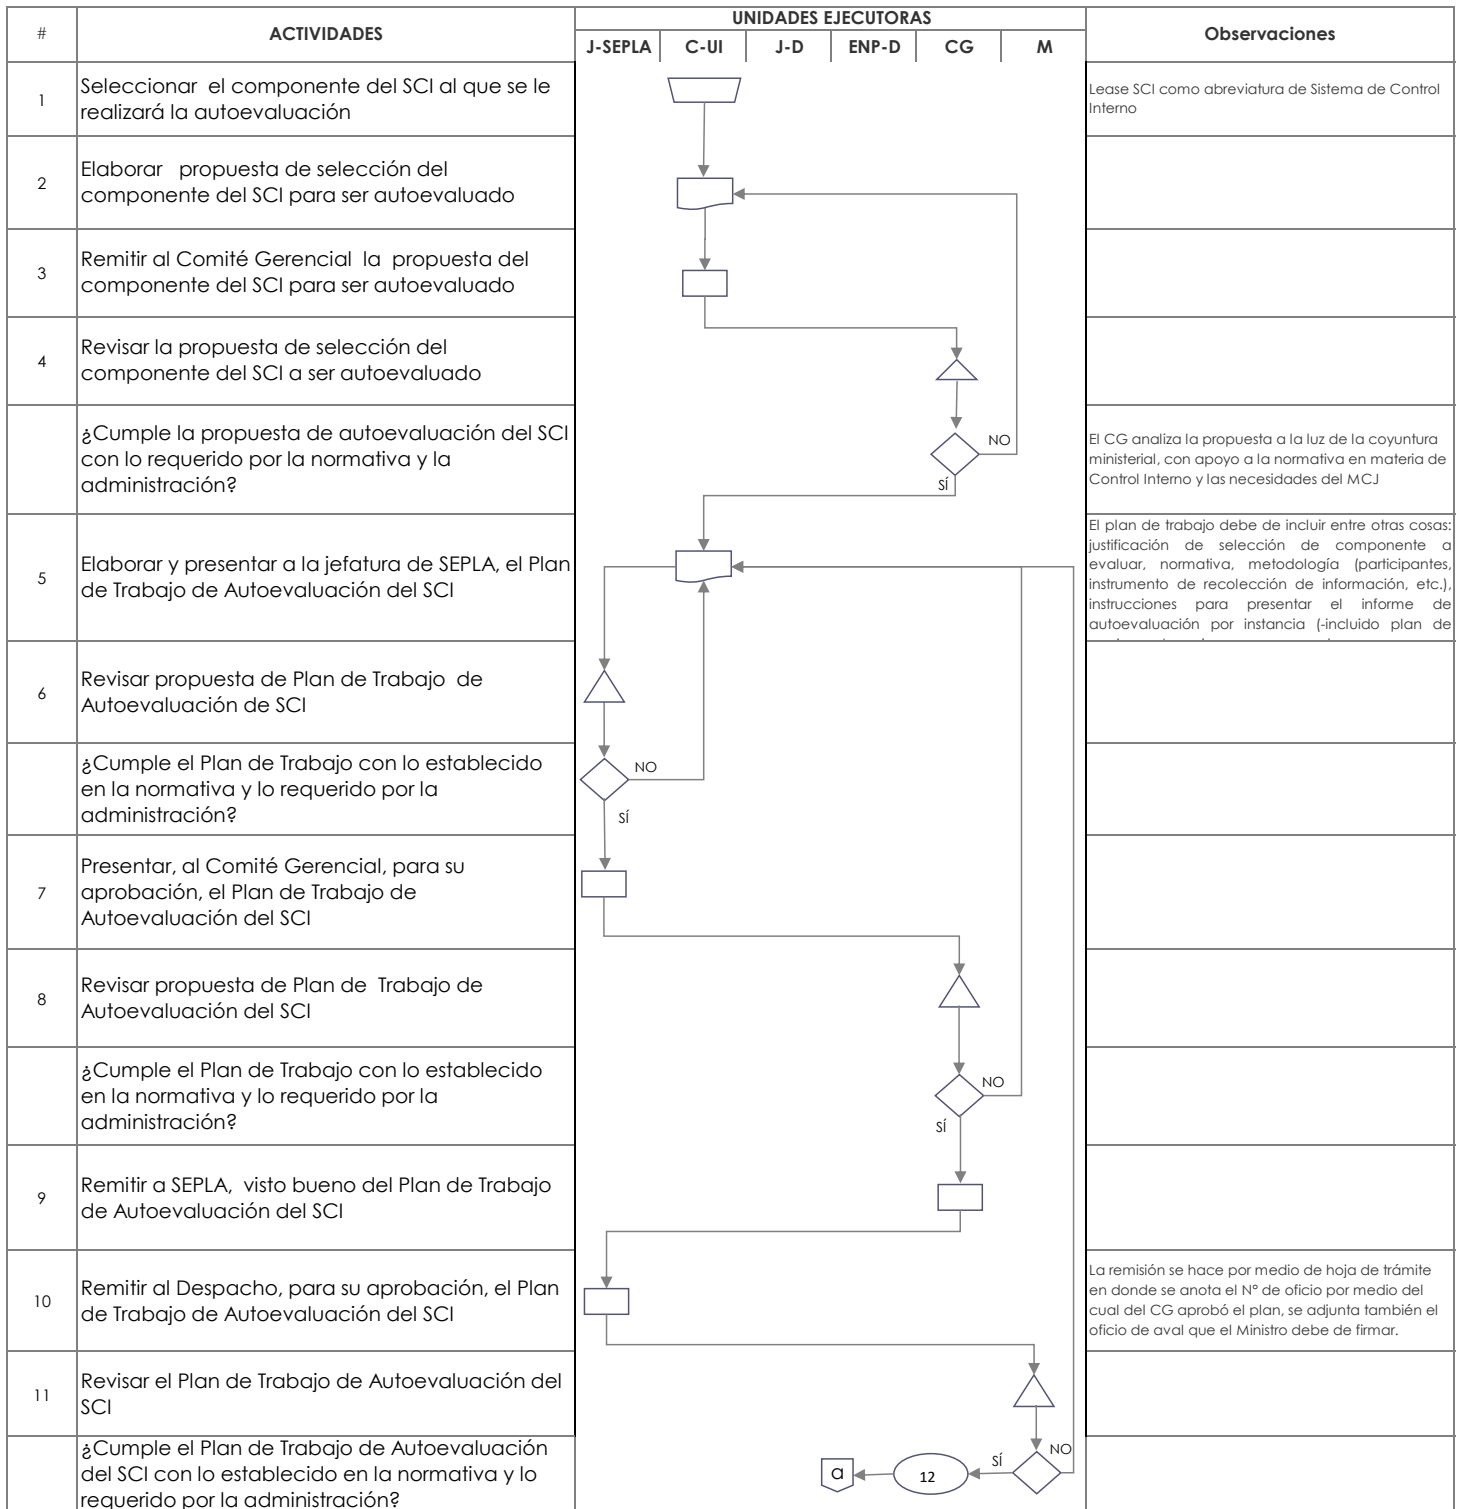 # ACTIVIDADES UNIDADES EJECUTORAS Observaciones
J-SEPLA C-UI J-D ENP-D CG M
1
Seleccionar el componente del SCI al que se le
realizará la autoevaluación
Lease SCI como abreviatura de Sistema de Control
Interno
2
Elaborar propuesta de selección del
componente del SCI para ser autoevaluado
3
Remitir al Comité Gerencial la propuesta del
componente del SCI para ser autoevaluado
4
Revisar la propuesta de selección del
componente del SCI a ser autoevaluado
¿Cumple la propuesta de autoevaluación del SCI
con lo requerido por la normativa y la
administración?
NO
SÍ
El CG analiza la propuesta a la luz de la coyuntura
ministerial, con apoyo a la normativa en materia de
Control Interno y las necesidades del MCJ
5
Elaborar y presentar a la jefatura de SEPLA, el Plan
de Trabajo de Autoevaluación del SCI
El plan de trabajo debe de incluir entre otras cosas:
justificación de selección de componente a
evaluar, normativa, metodología (participantes,
instrumento de recolección de información, etc.),
instrucciones para presentar el informe de
autoevaluación por instancia (-incluido plan de
6
Revisar propuesta de Plan de Trabajo de
Autoevaluación de SCI
¿Cumple el Plan de Trabajo con lo establecido
en la normativa y lo requerido por la
administración?
NO
SÍ
7
Presentar, al Comité Gerencial, para su
aprobación, el Plan de Trabajo de
Autoevaluación del SCI
8
Revisar propuesta de Plan de Trabajo de
Autoevaluación del SCI
¿Cumple el Plan de Trabajo con lo establecido
en la normativa y lo requerido por la
administración?
NO
SÍ
9
Remitir a SEPLA, visto bueno del Plan de Trabajo
de Autoevaluación del SCI
10
Remitir al Despacho, para su aprobación, el Plan
de Trabajo de Autoevaluación del SCI
La remisión se hace por medio de hoja de trámite
en donde se anota el N° de oficio por medio del
cual del CG aprobó el plan, se adjunta también el
oficio de aval que el Ministro debe de firmar.
11
Revisar el Plan de Trabajo de Autoevaluación del
SCI
¿Cumple el Plan de Trabajo de Autoevaluación
del SCI con lo establecido en la normativa y lo
requerido por la administración?
a 12 SÍ NO